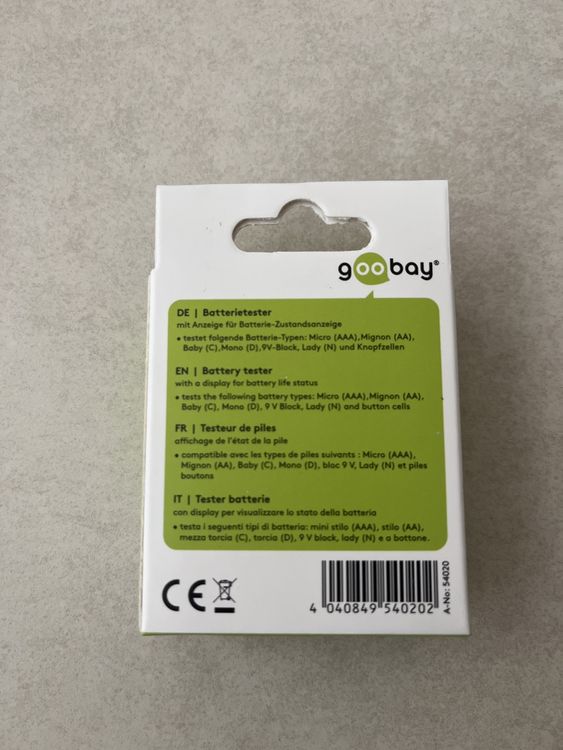 goobay®
DE | Batterietester
mit Anzeige für Batterie-Zustandsanzeige
• testet folgende Batterie-Typen: Micro (AAA),Mignon (AA),
Baby (C),Mono (D),9V-Block, Lady (N) und Knopfzellen
EN | Battery tester
with a display for battery life status
• tests the following battery types: Micro (AAA),Mignon (AA),
Baby (C), Mono (D), 9 V Block, Lady (N) and button cells
FR | Testeur de piles
affichage de l'état de la pile
• compatible avec les types de piles suivants : Micro (AAA),
Mignon (AA), Baby (C), Mono (D), bloc 9 V, Lady (N) et piles
boutons
IT | Tester batterie
con display per visualizzare lo stato della batteria
• testa i seguenti tipi di batteria: mini stilo (AAA), stilo (AA),
mezza torcia (C), torcia (D), 9 V block, lady (N) e a bottone.
CE
4 040849 540202
A-No: 54020